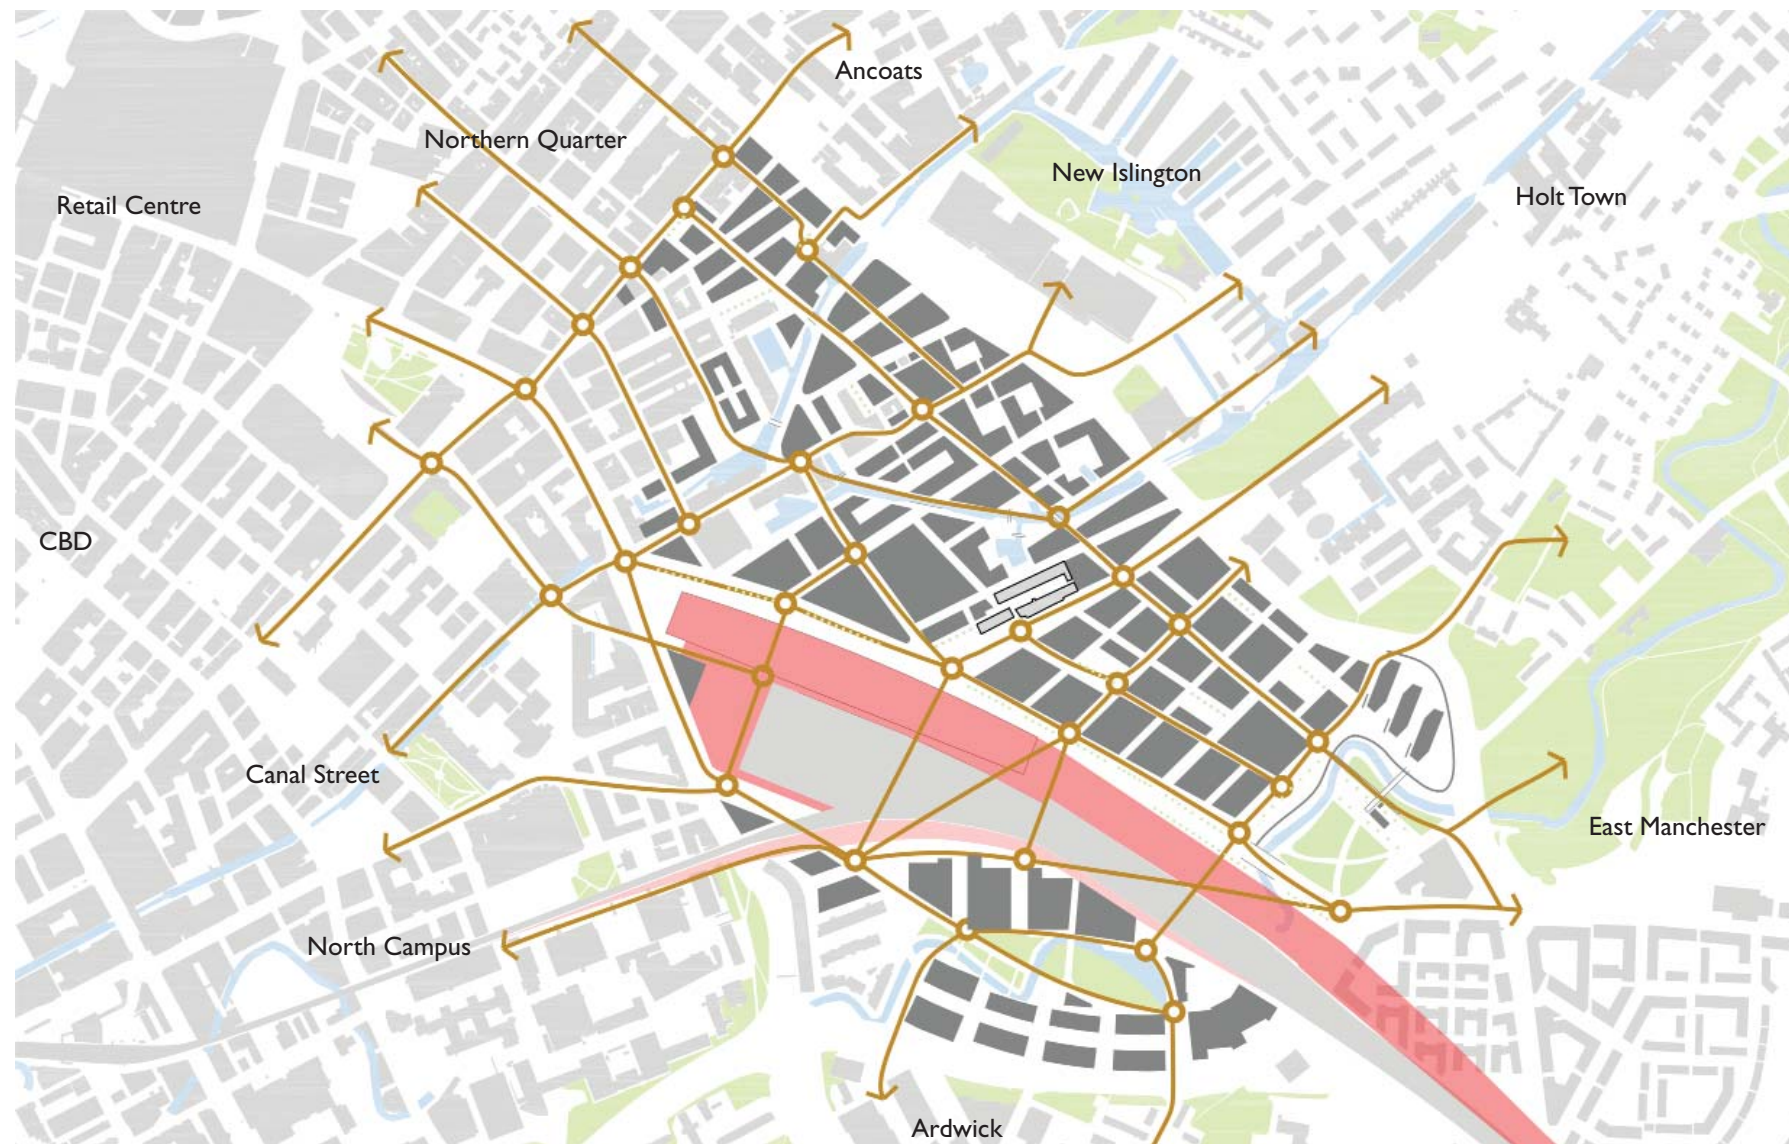 Ancoats
Northern Quarter
New Islington
Holt Town
Retail Centre
CBD
Canal Street
East Manchester
North Campus
Ardwick